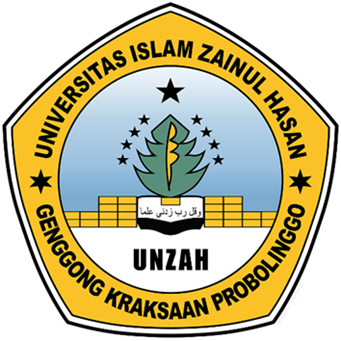 UNIVERSITAS ISLAM ZAINUL HASAN
وقل رب زدني علما
UNZAH
GENGGONG KRAKSAAN PROBOLINGGO